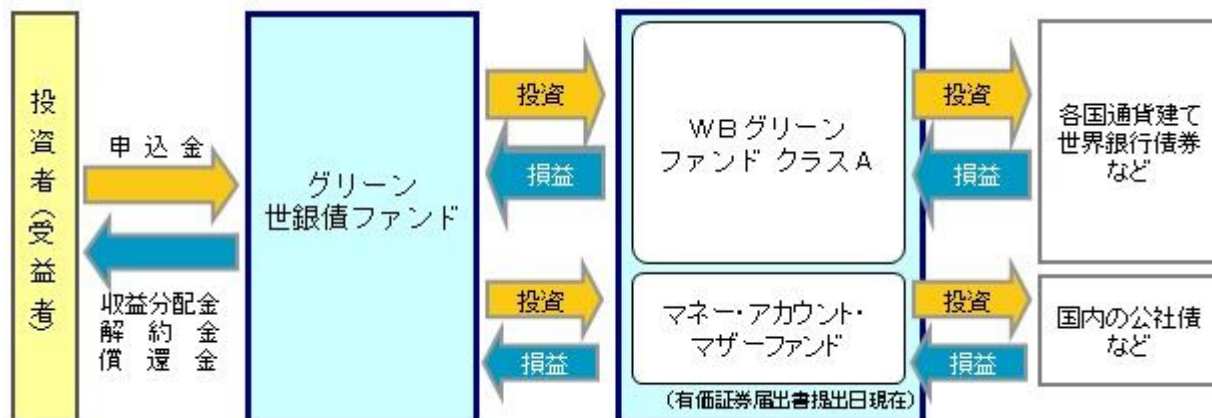 投資者(受益者)
申込金
収益分配金
解約金
償還金
グリーン
世銀債ファンド
投資
損益
投資
損益
WBグリーン
ファンド クラスA
マネー・アカウント・
マザーファンド
(有価証券届出書提出日現在)
投資
損益
投資
損益
各国通貨建て
世界銀行債券
など
国内の公社債
など